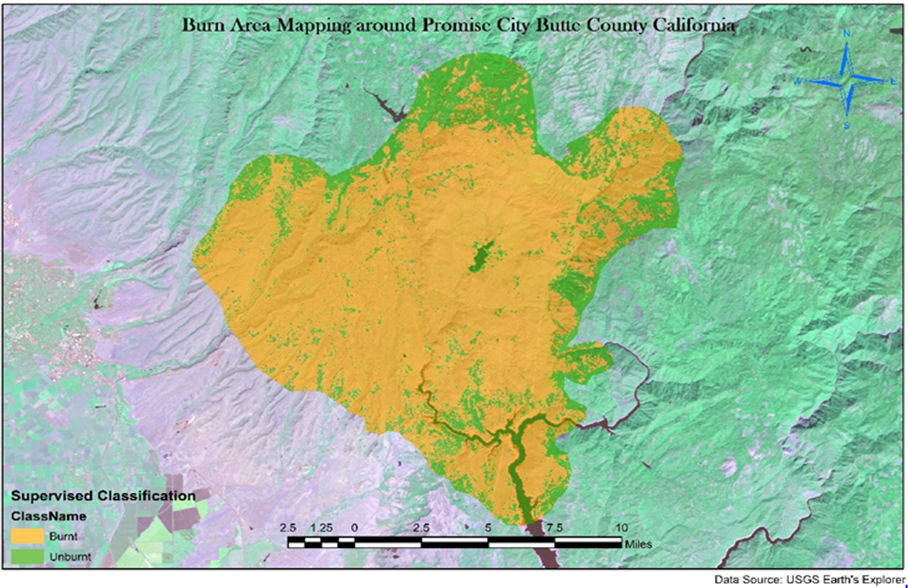 Burn Area Mapping around Promise City Butte County California
N
W E
S
Supervised Classification
ClassName
Burnt
Unburnt
2.5 1.25 0 2.5 5 7.5 10
Miles
Data Source: USGS Earth's Explorer